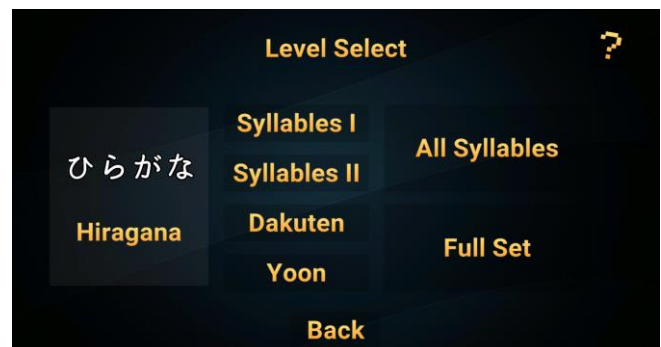 Level Select
?
ひらがな
Hiragana
Syllables I
Syllables II
Dakuten
Yoon
All Syllables
Full Set
Back